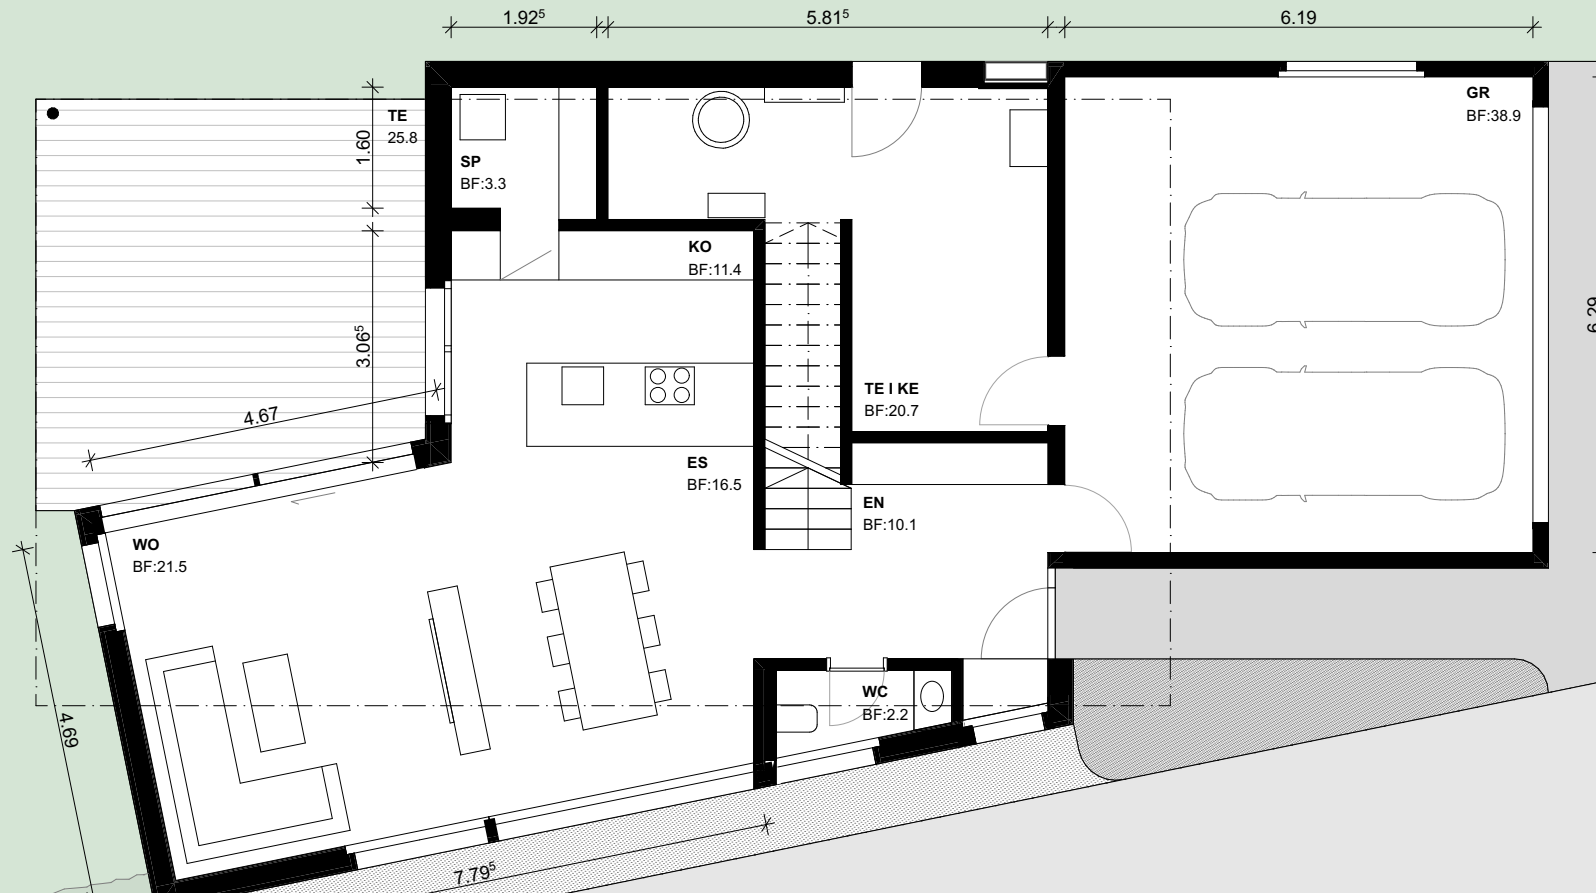 1.92⁵
5.81⁵
6.19
GR
BF:38.9
TE
25.8
1.60
SP
BF:3.3
KO
BF:11.4
3.06⁵
6.29
TE I KE
BF:20.7
4.67
ES
BF:16.5
EN
BF:10.1
WO
BF:21.5
WC
BF:2.2
4.69
7.79⁵